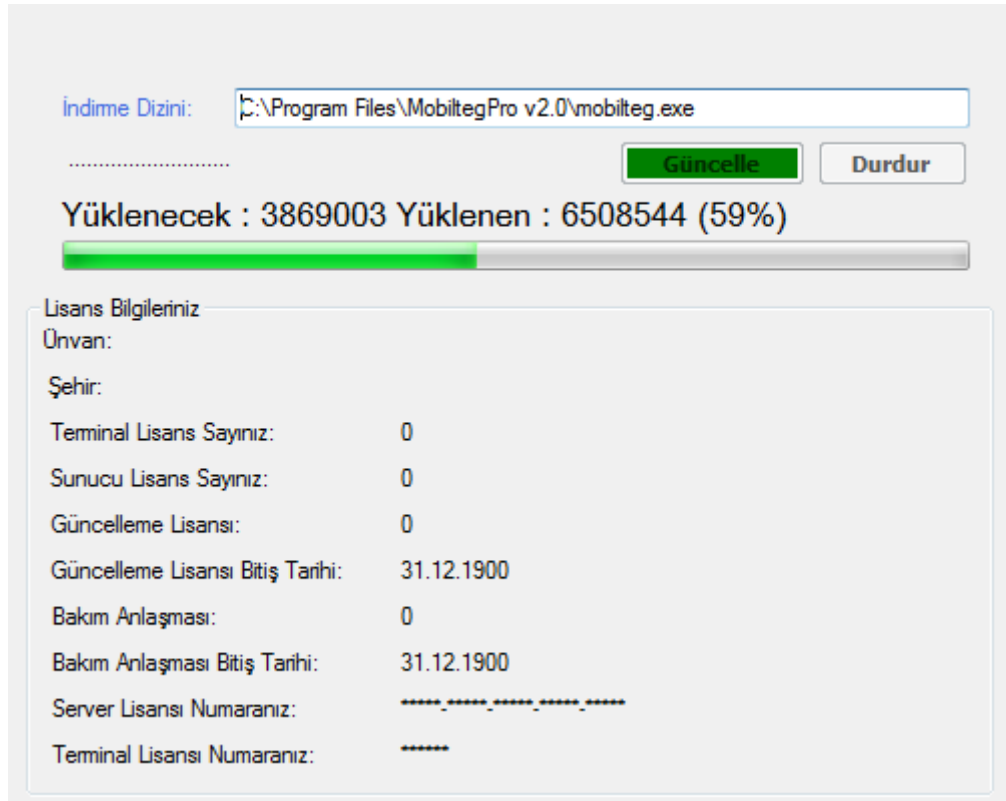 İndirme Dizini: C:\Program Files\MobiltegPro v2.0\mobilteg.exe
........................... Güncelle Durdur
Yüklenecek : 3869003 Yüklenen : 6508544 (59%)
Lisans Bilgileriniz
Ünvan:
Şehir:
Terminal Lisans Sayınız: 0
Sunucu Lisans Sayınız: 0
Güncelleme Lisansı: 0
Güncelleme Lisansı Bitiş Tarihi: 31.12.1900
Bakım Anlaşması: 0
Bakım Anlaşması Bitiş Tarihi: 31.12.1900
Server Lisansı Numaranız: *****-*****-*****-*****-*****
Terminal Lisansı Numaranız: ******